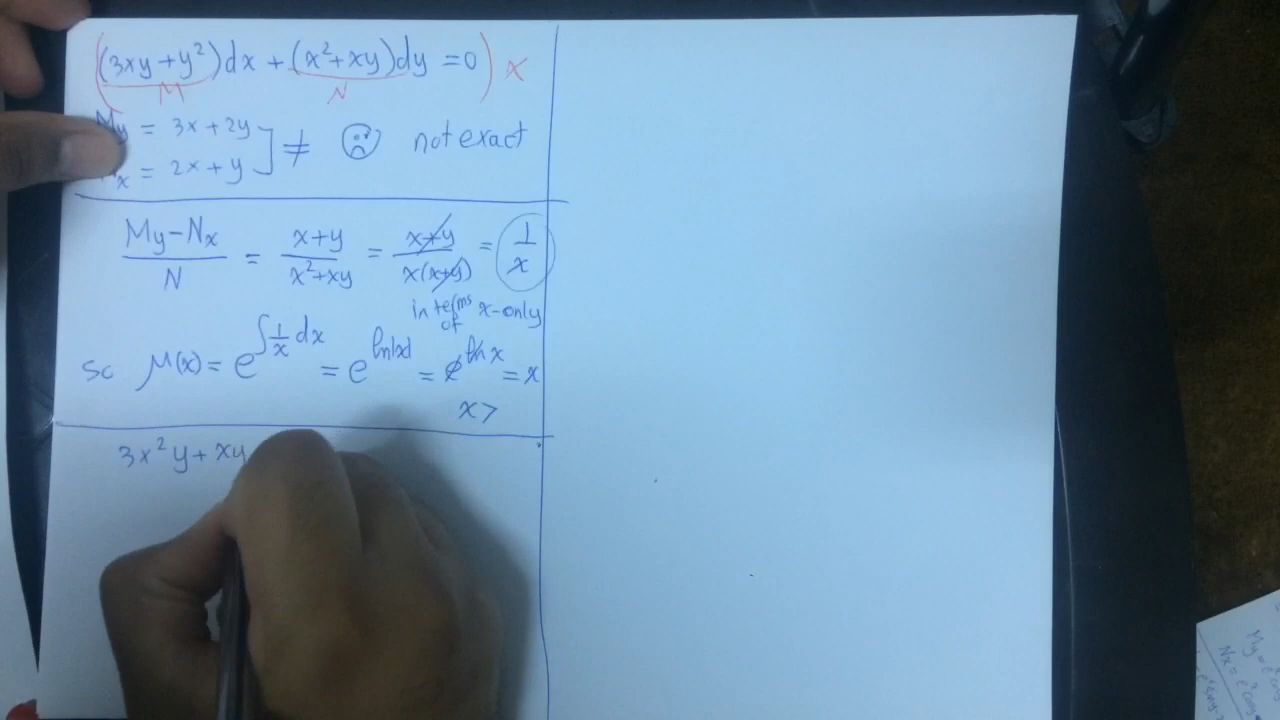 ((3xy+y²)dx + (x²+xy)dy = 0) x
M N
My = 3x+2y
x = 2x+y ] ≠ not exact
My-Nx / N = x+y / x²+xy = x+y / x(x+y) = 1/x
in terms of x-only
so μ(x) = e^∫1/x dx = e^ln|x| = e^ln x = x
x>
3x²y + xy
My =
Nx =